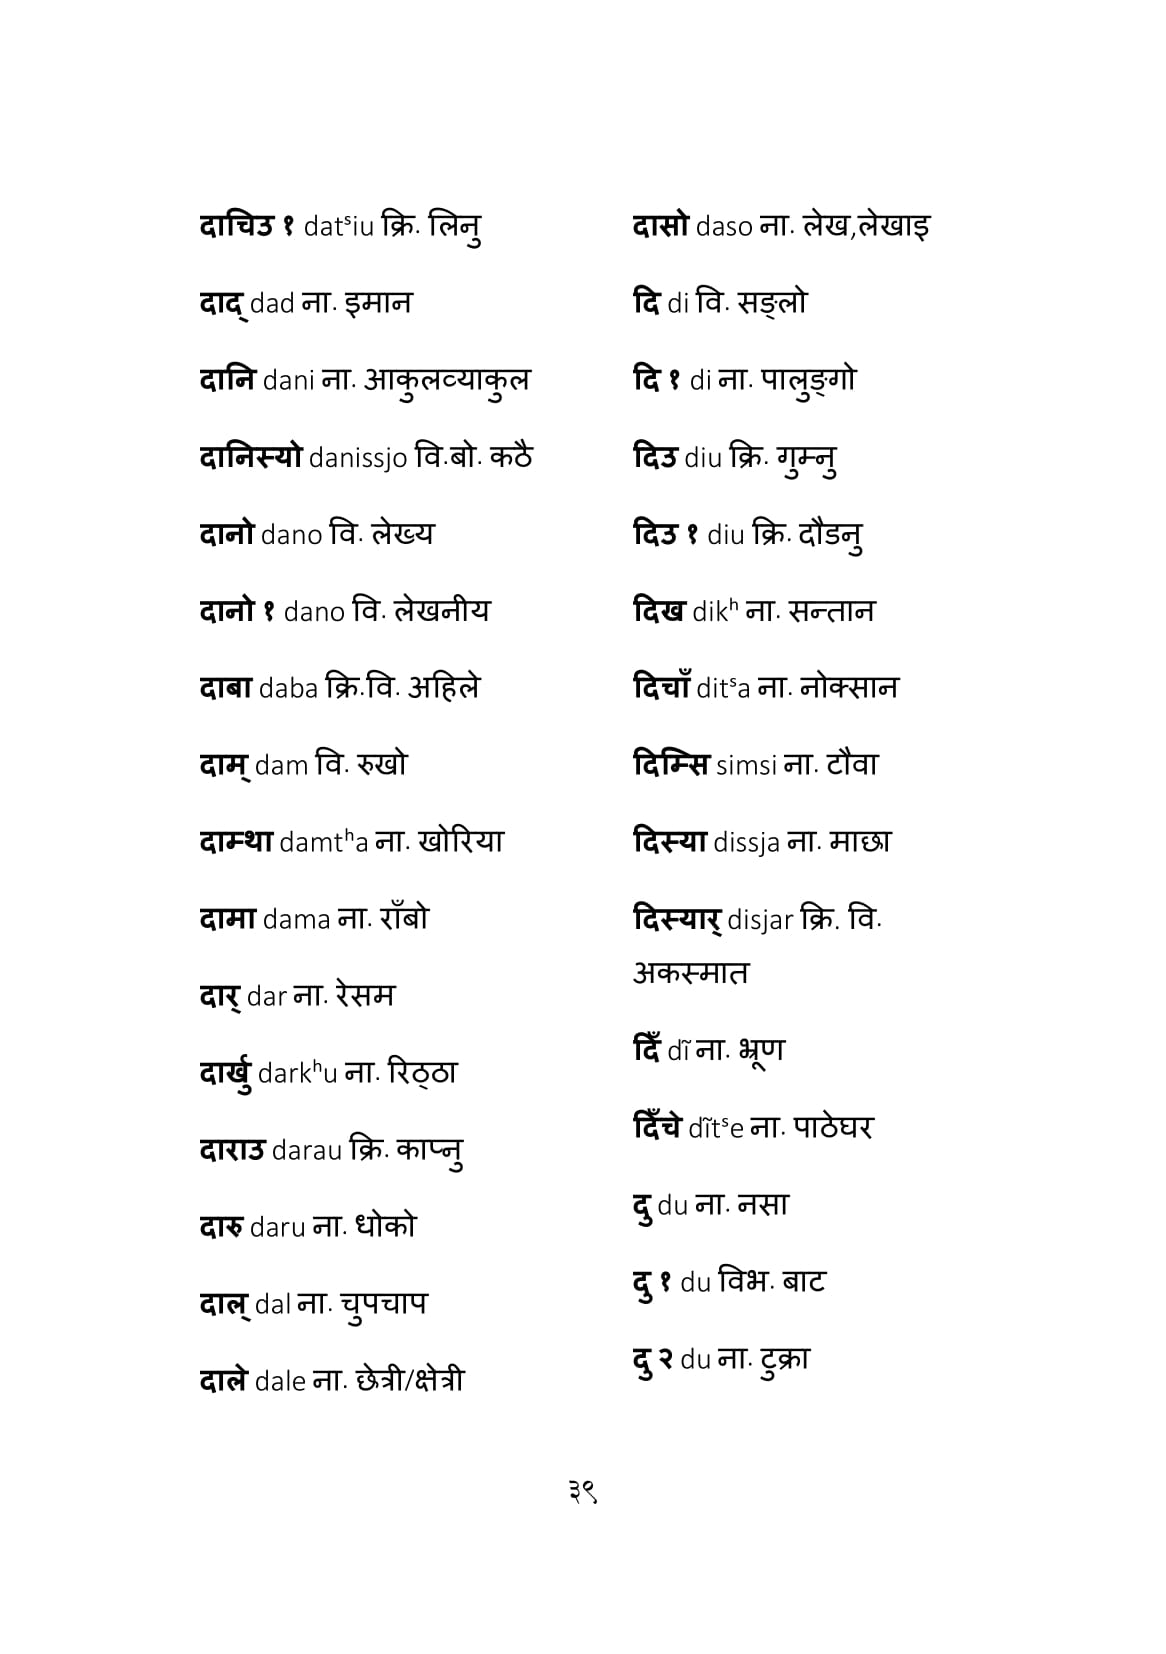 दाचिउ १ datˢiu क्रि. लिनु
दाद् dad ना. इमान
दानि dani ना. आकुलव्याकुल
दानिस्यो danissjo वि.बो. कठै
दानो dano वि. लेख्य
दानो १ dano वि. लेखनीय
दाबा daba क्रि.वि. अहिले
दाम् dam वि. रुखो
दाम्था damtʰa ना. खोरिया
दामा dama ना. राँबो
दार् dar ना. रेसम
दार्खु darkʰu ना. रिठ्ठा
दाराउ darau क्रि. काप्नु
दारु daru ना. धोको
दाल् dal ना. चुपचाप
दाले dale ना. छेत्री/क्षेत्री
दासो daso ना. लेख,लेखाइ
दि di वि. सङ्लो
दि १ di ना. पालुङ्गो
दिउ diu क्रि. गुम्नु
दिउ १ diu क्रि. दौडनु
दिख dikʰ ना. सन्तान
दिचाँ ditˢa ना. नोक्सान
दिम्सि simsi ना. टौवा
दिस्या dissja ना. माछा
दिस्यार् disjar क्रि. वि.
अकस्मात
दिँ dĩ ना. भ्रूण
दिँचे dĩtˢe ना. पाठेघर
दु du ना. नसा
दु १ du विभ. बाट
दु २ du ना. टुक्रा
३९